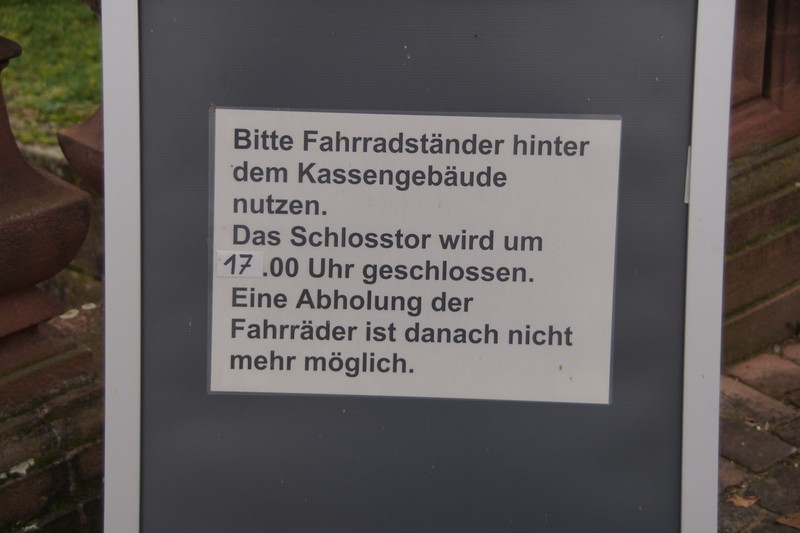 Bitte Fahrradständer hinter
dem Kassengebäude
nutzen.
Das Schlosstor wird um
17.00 Uhr geschlossen.
Eine Abholung der
Fahrräder ist danach nicht
mehr möglich.